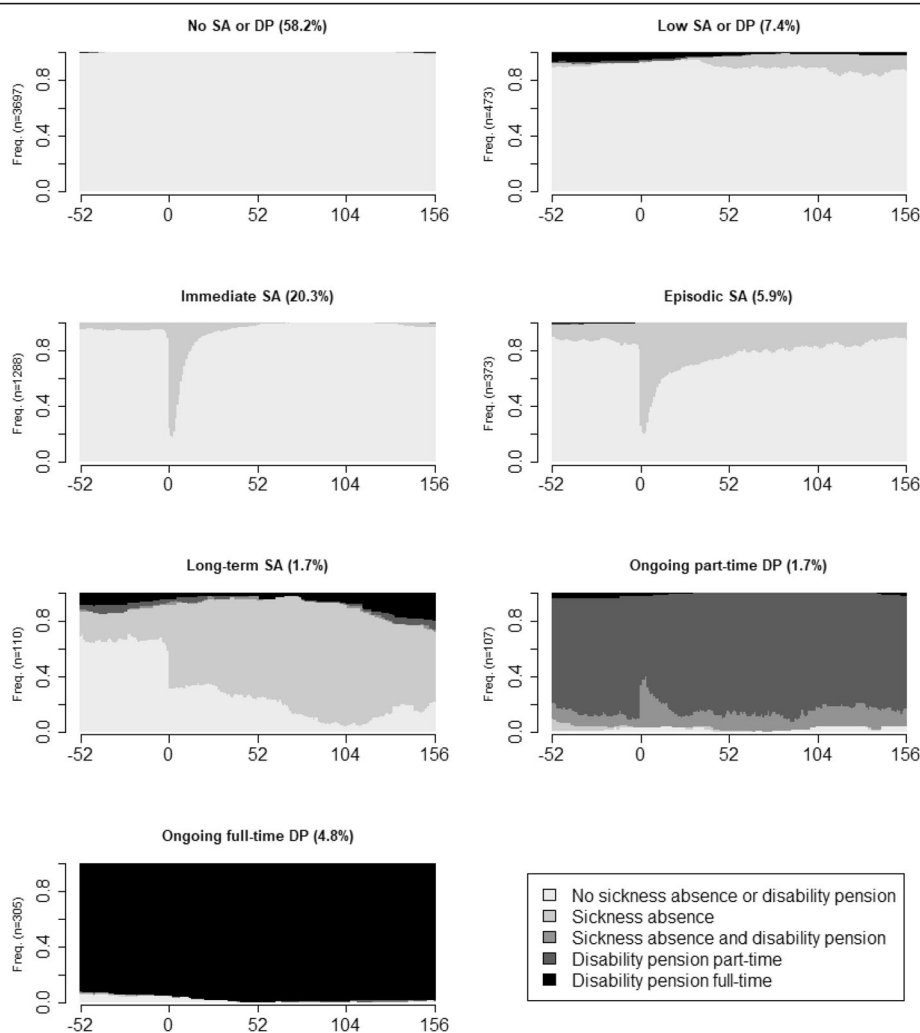 No SA or DP (58.2%)
Freq. (n=3697)
0.0 0.4 0.8
-52 0 52 104 156
Low SA or DP (7.4%)
Freq. (n=473)
0.0 0.4 0.8
-52 0 52 104 156
Immediate SA (20.3%)
Freq. (n=1288)
0.0 0.4 0.8
-52 0 52 104 156
Episodic SA (5.9%)
Freq. (n=373)
0.0 0.4 0.8
-52 0 52 104 156
Long-term SA (1.7%)
Freq. (n=110)
0.0 0.4 0.8
-52 0 52 104 156
Ongoing part-time DP (1.7%)
Freq. (n=107)
0.0 0.4 0.8
-52 0 52 104 156
Ongoing full-time DP (4.8%)
Freq. (n=305)
0.0 0.4 0.8
-52 0 52 104 156
No sickness absence or disability pension
Sickness absence
Sickness absence and disability pension
Disability pension part-time
Disability pension full-time